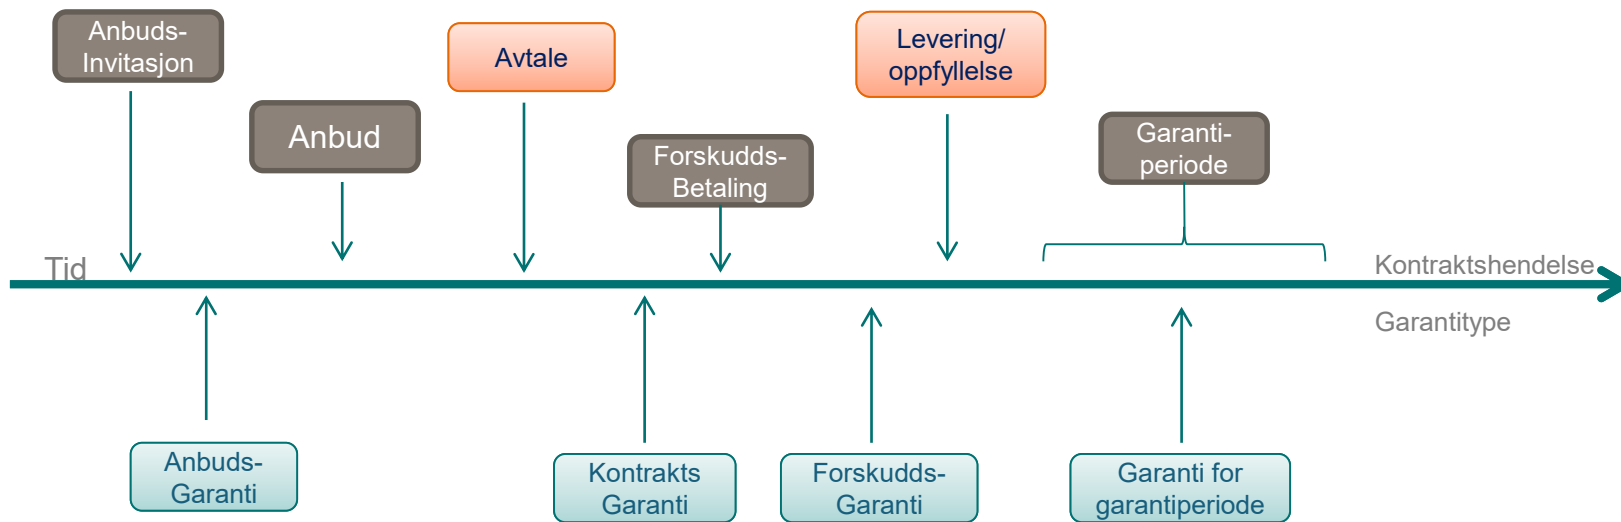 Anbuds-
Invitasjon
Anbud
Avtale
Forskudds-
Betaling
Levering/
oppfyllelse
Garanti-
periode
Tid
Kontraktshendelse
Garantitype
Anbuds-
Garanti
Kontrakts
Garanti
Forskudds-
Garanti
Garanti for
garantiperiode